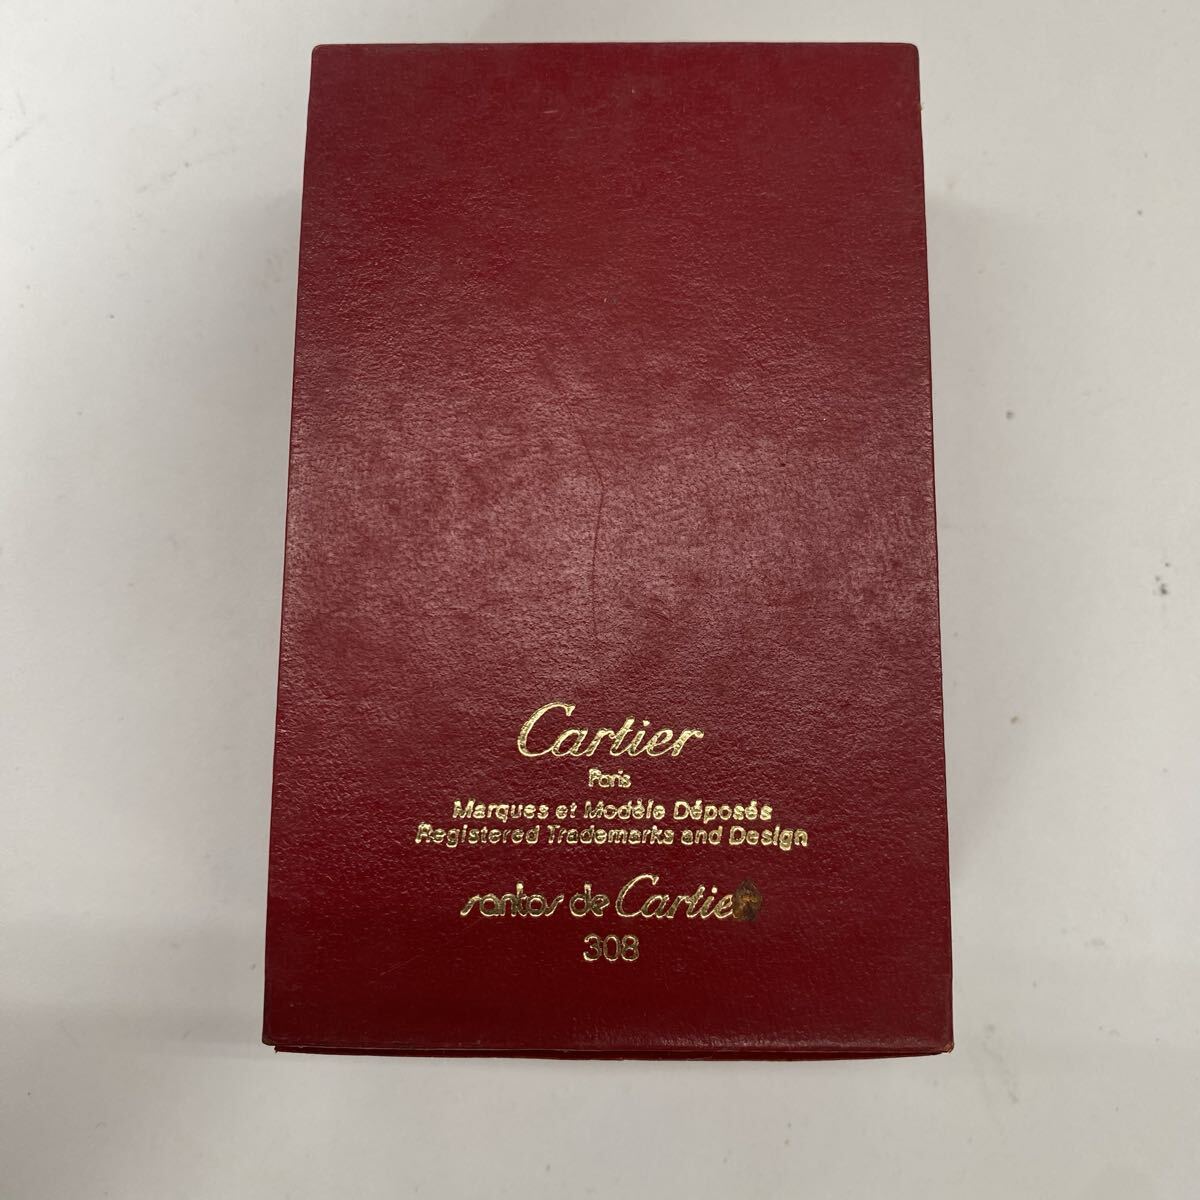 Cartier
Paris
Marques et Modèle Déposés
Registered Trademarks and Design
santos de Cartier
308